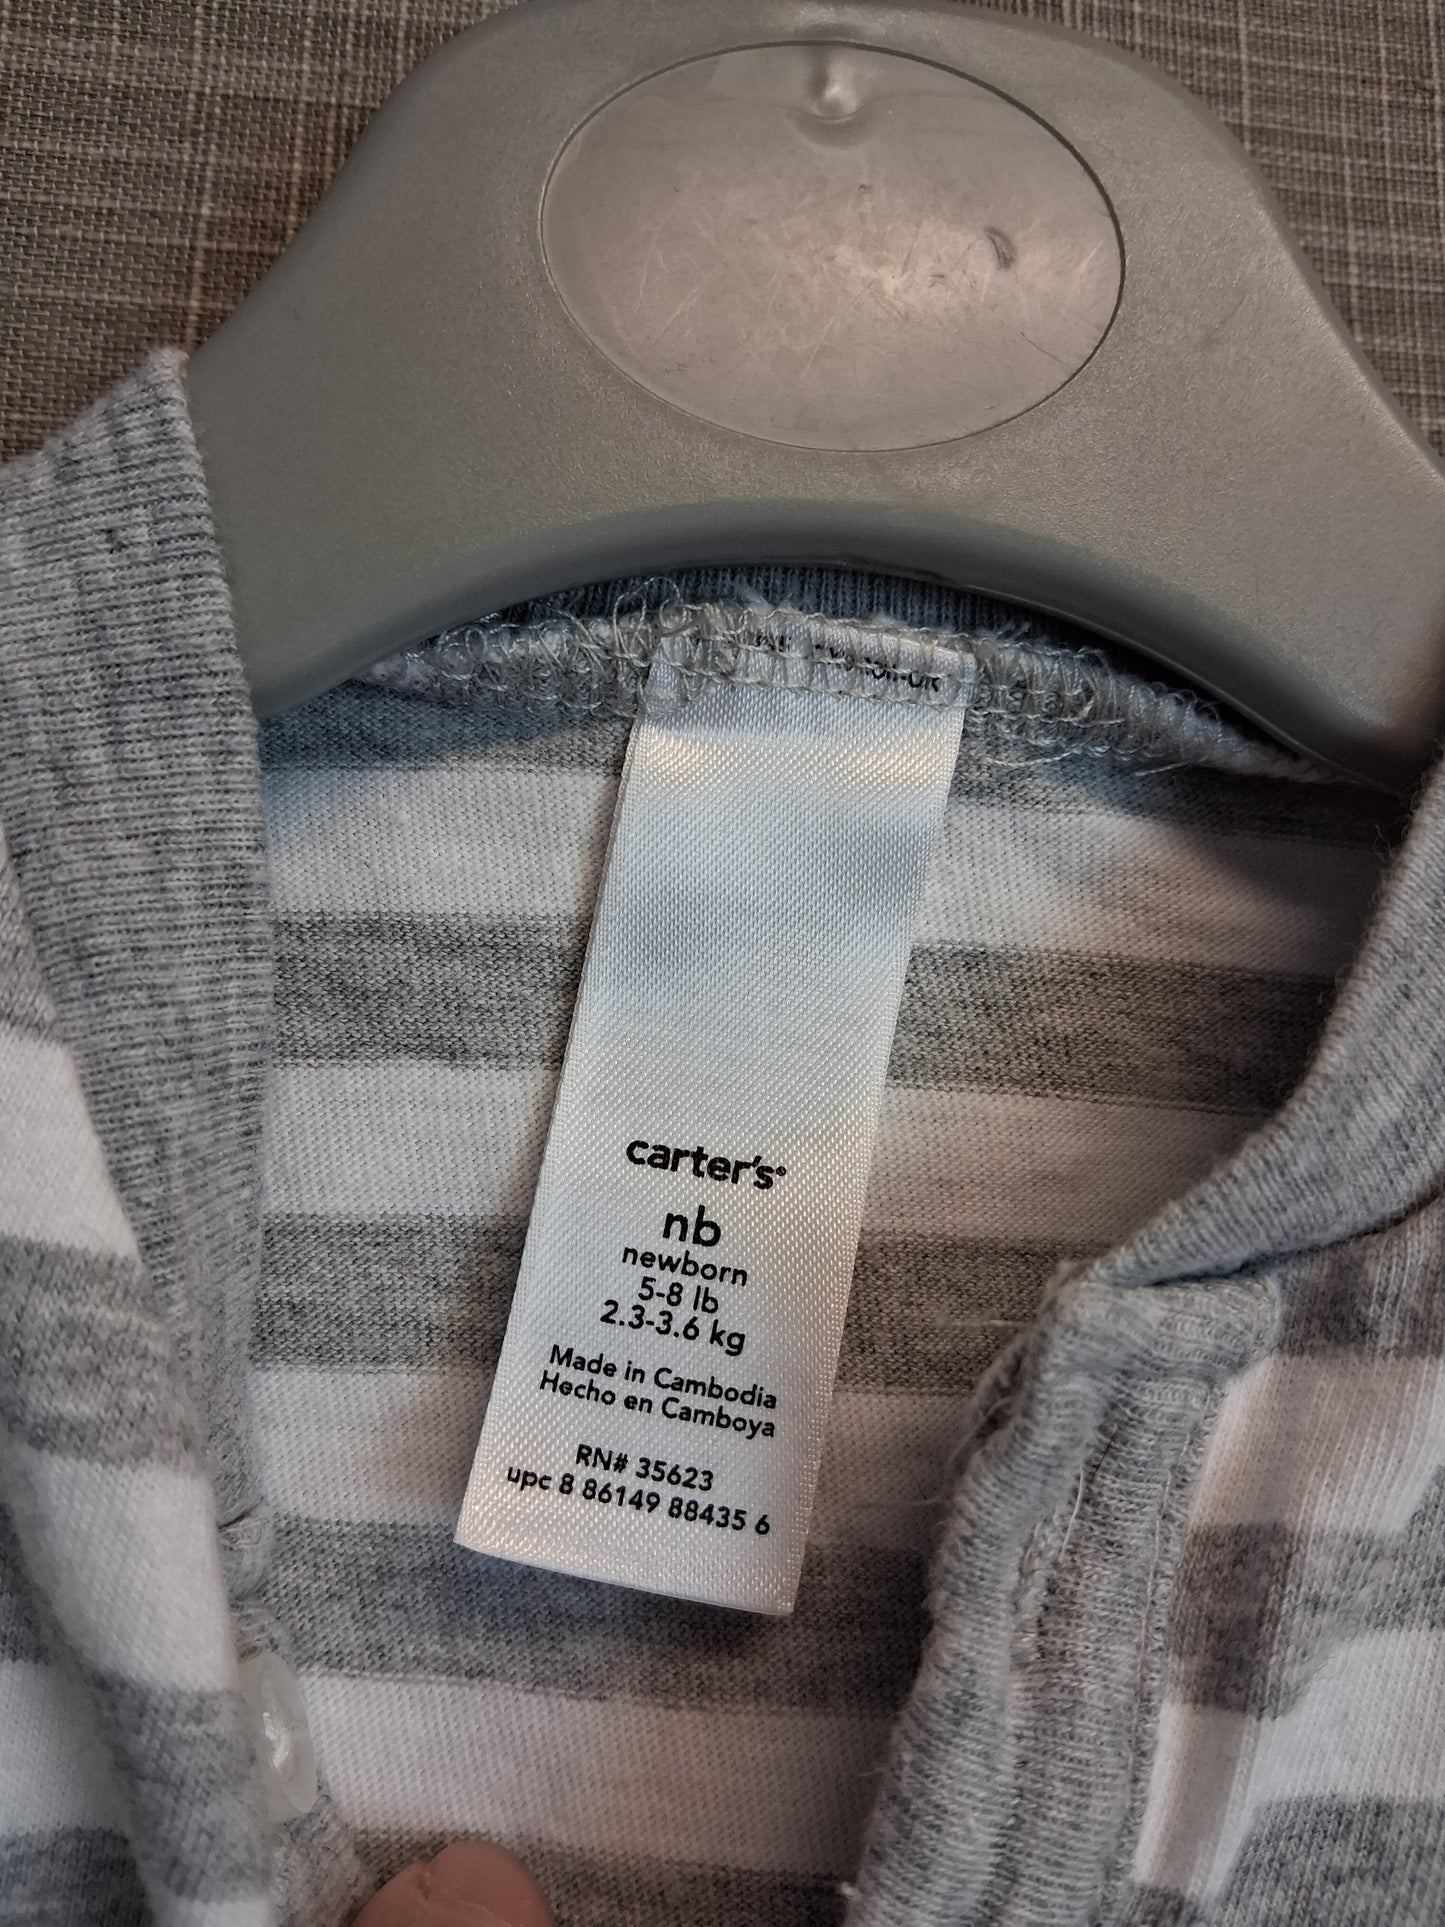 carter's®
nb
newborn
5-8 lb
2.3-3.6 kg
Made in Cambodia
Hecho en Camboya
RN# 35623
upc 8 86149 88435 6